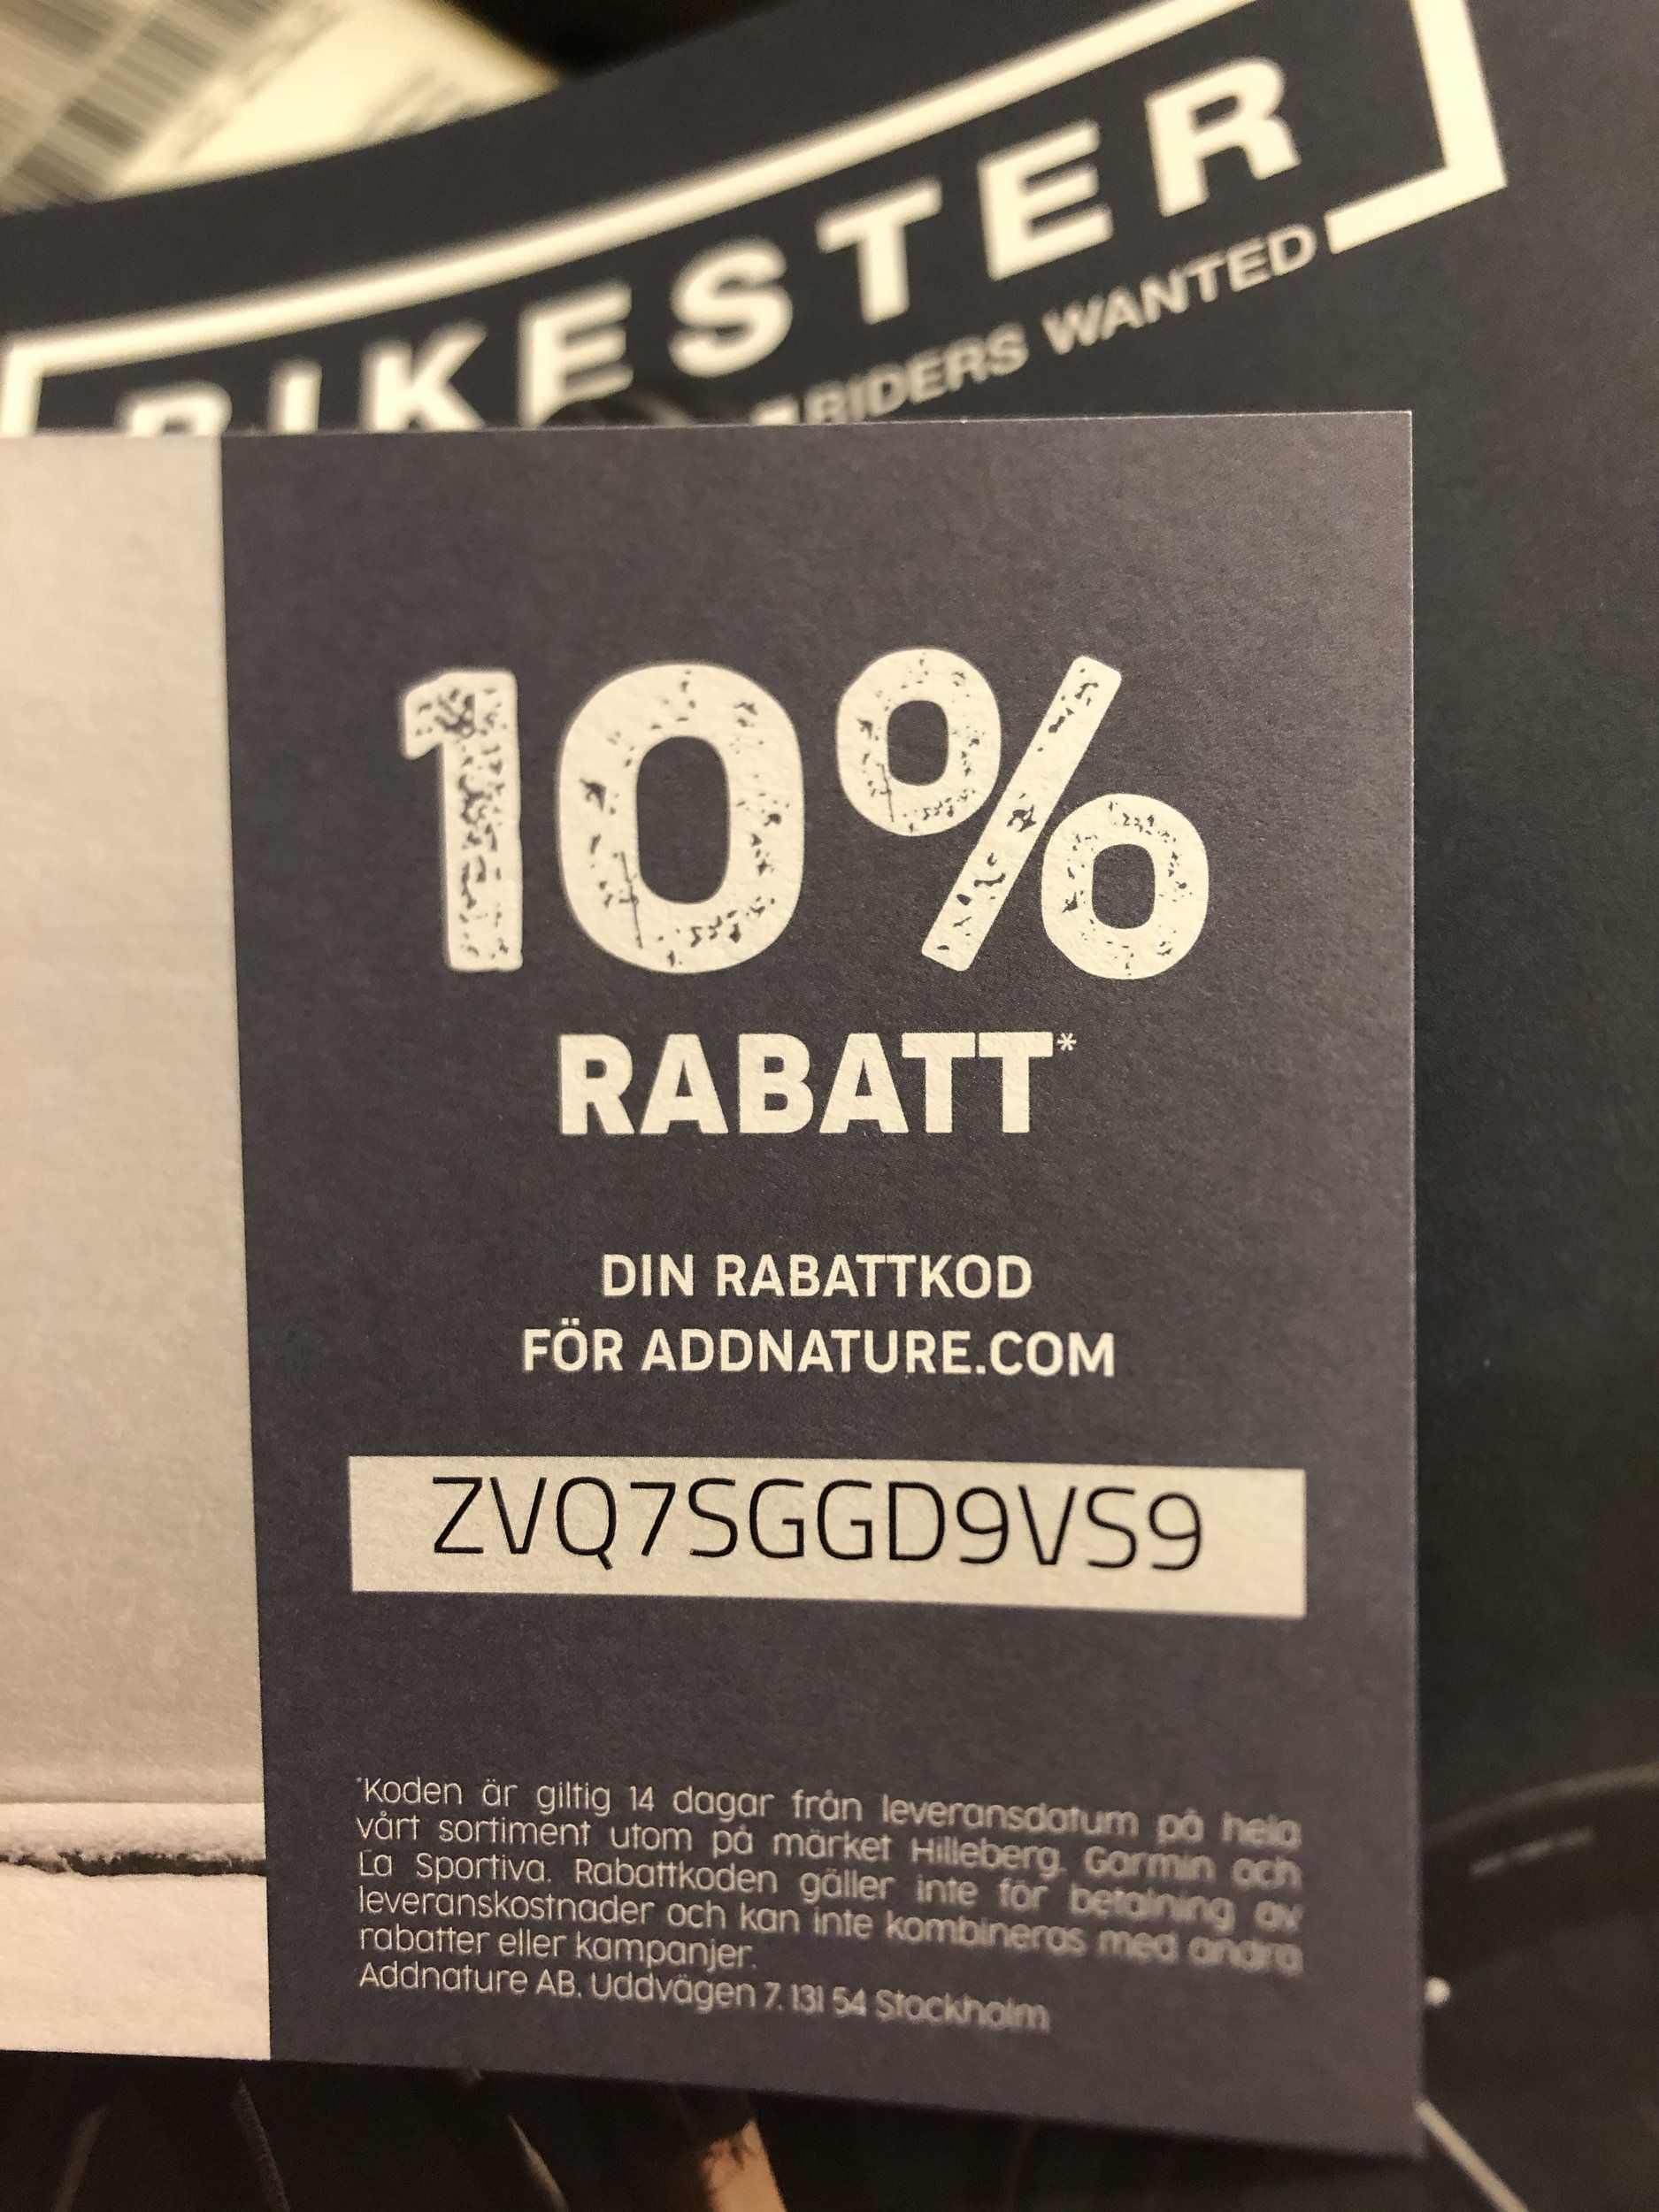 BIKESTER
RIDERS WANTED
10%
RABATT*
DIN RABATTKOD
FÖR ADDNATURE.COM
ZVQ7SGGD9VS9
*Koden är giltig 14 dagar från leveransdatum på hela
vårt sortiment utom på märket Hilleberg, Garmin och
La Sportiva. Rabattkoden gäller inte för betalning av
leveranskostnader och kan inte kombineras med andra
rabatter eller kampanjer.
Addnature AB, Uddvägen 7, 131 54 Stockholm